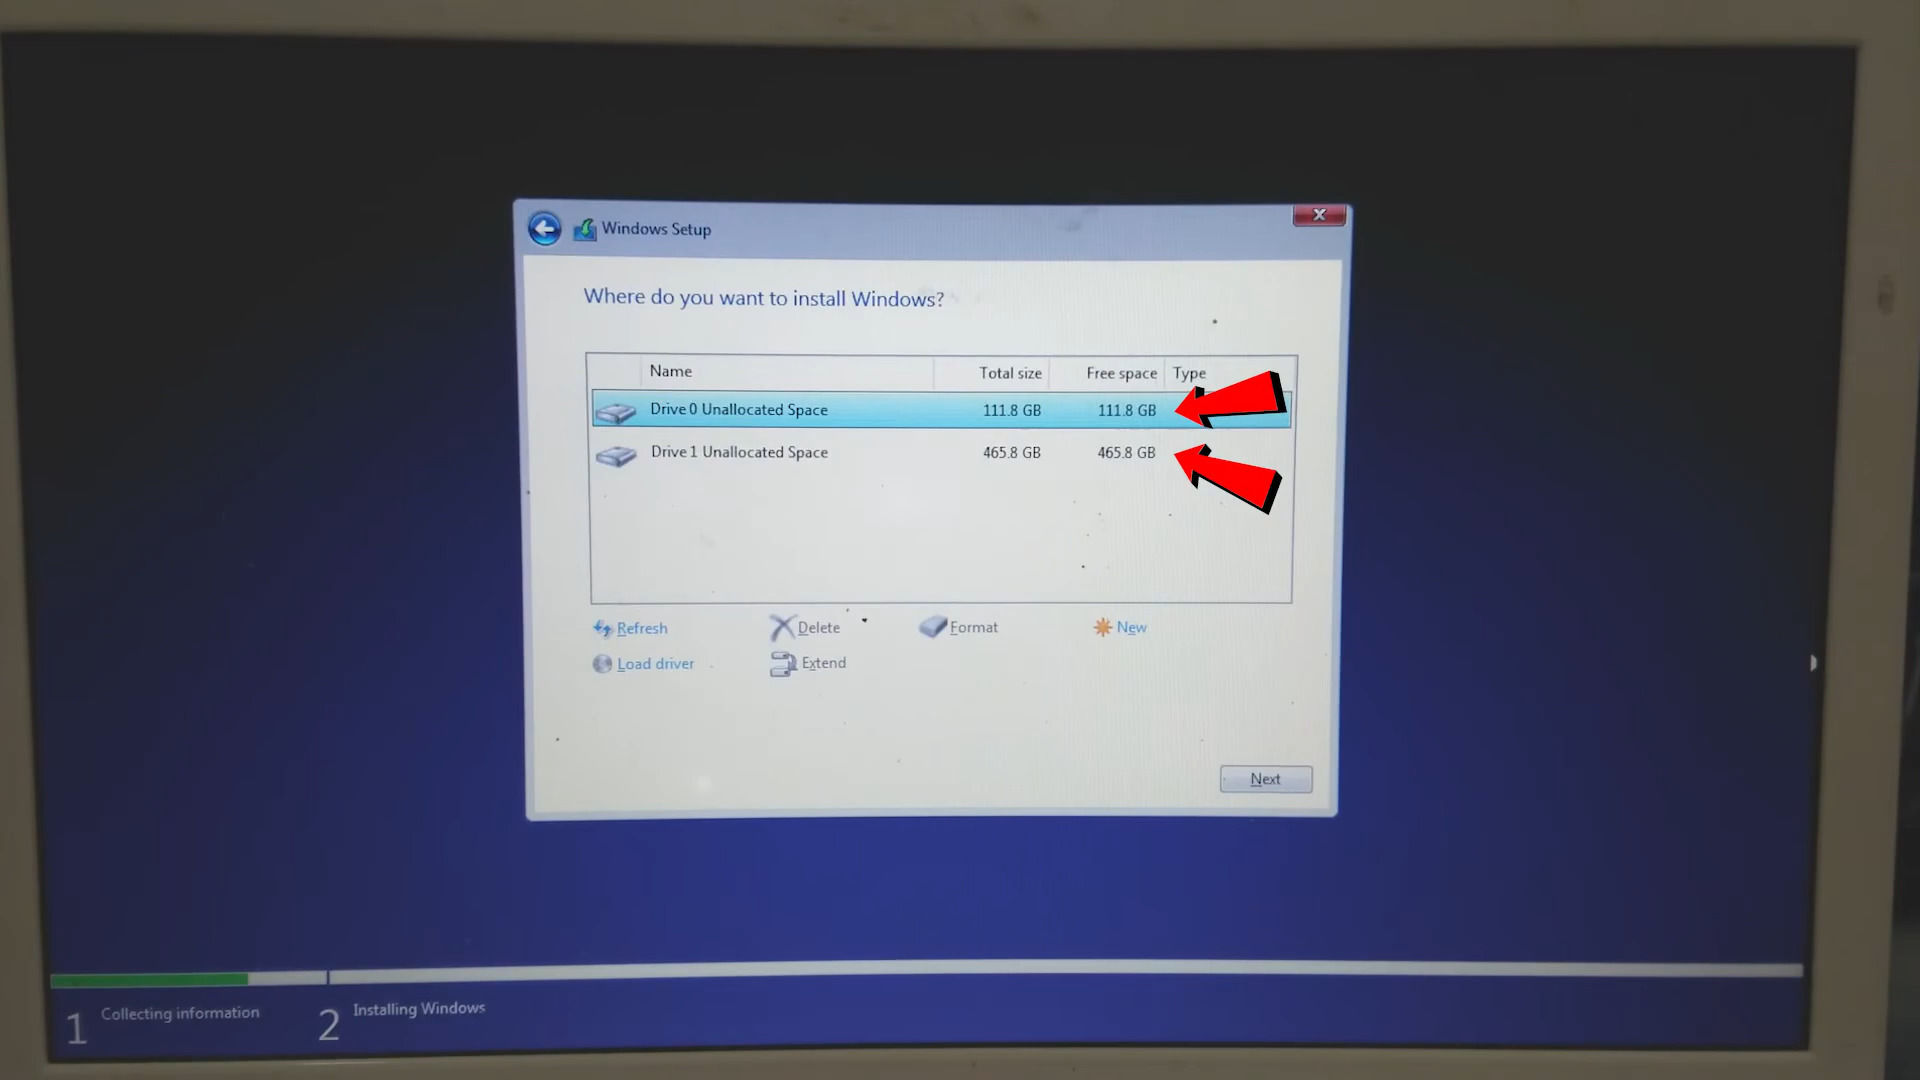 Windows Setup
x
Where do you want to install Windows?
Name Total size Free space Type
Drive 0 Unallocated Space 111.8 GB 111.8 GB
Drive 1 Unallocated Space 465.8 GB 465.8 GB
Refresh Delete Format New
Load driver Extend
Next
1 Collecting information 2 Installing Windows